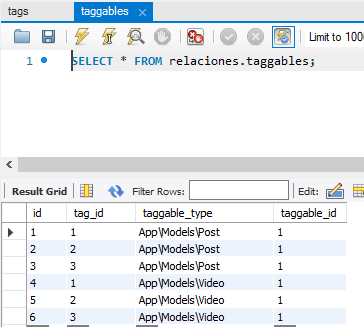 tags taggables
Limit to 100
1 SELECT * FROM relaciones.taggables;
Result Grid Filter Rows: Edit:
id tag_id taggable_type taggable_id
1 1 App\Models\Post 1
2 2 App\Models\Post 1
3 3 App\Models\Post 1
4 1 App\Models\Video 1
5 2 App\Models\Video 1
6 3 App\Models\Video 1